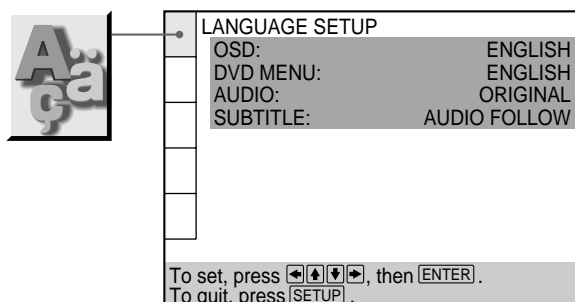 Aäç
LANGUAGE SETUP
OSD: ENGLISH
DVD MENU: ENGLISH
AUDIO: ORIGINAL
SUBTITLE: AUDIO FOLLOW
To set, press ←↑↓→, then ENTER.
To quit, press SETUP.